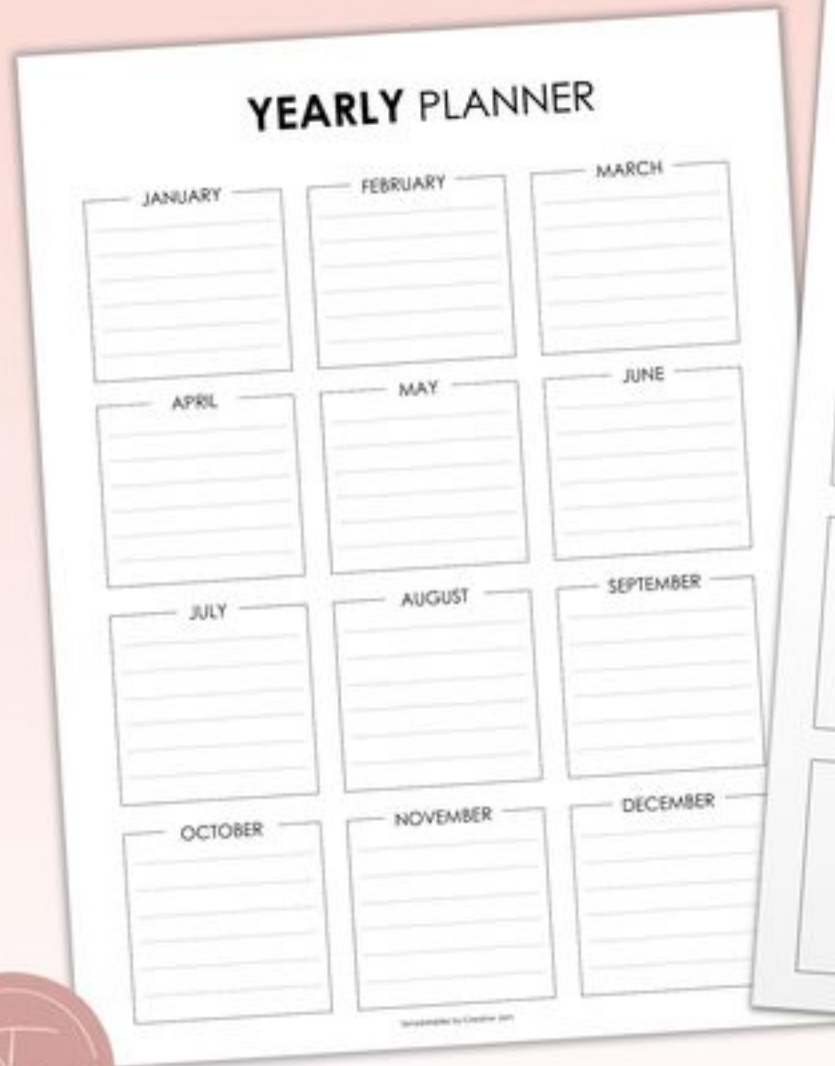 YEARLY PLANNER
JANUARY FEBRUARY MARCH
APRIL MAY JUNE
JULY AUGUST SEPTEMBER
OCTOBER NOVEMBER DECEMBER